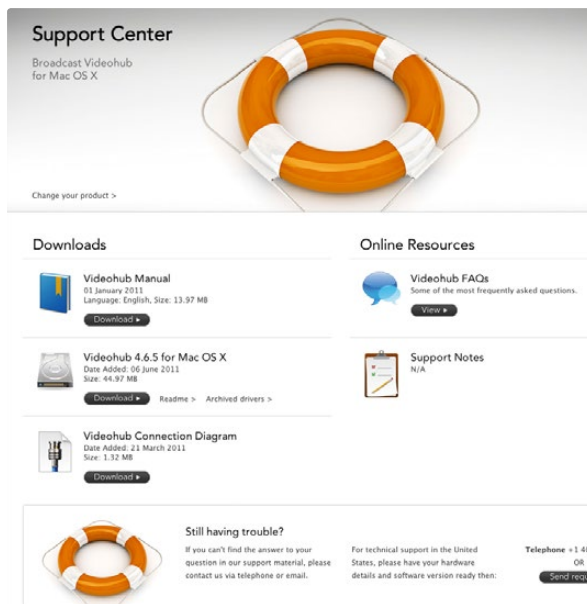 Support Center
Broadcast Videohub
for Mac OS X
Change your product >
Downloads
Videohub Manual
01 January 2011
Language: English, Size: 13.97 MB
Download ▸
Videohub 4.6.5 for Mac OS X
Date Added: 06 June 2011
Size: 44.97 MB
Download ▸ Readme > Archived drivers >
Videohub Connection Diagram
Date Added: 21 March 2011
Size: 1.32 MB
Download ▸
Online Resources
Videohub FAQs
Some of the most frequently asked questions.
View ▸
Support Notes
N/A
Still having trouble?
If you can't find the answer to your
question in our support material, please
contact us via telephone or email.
For technical support in the United
States, please have your hardware
details and software version ready then:
Telephone +1 4
OR
Send requ